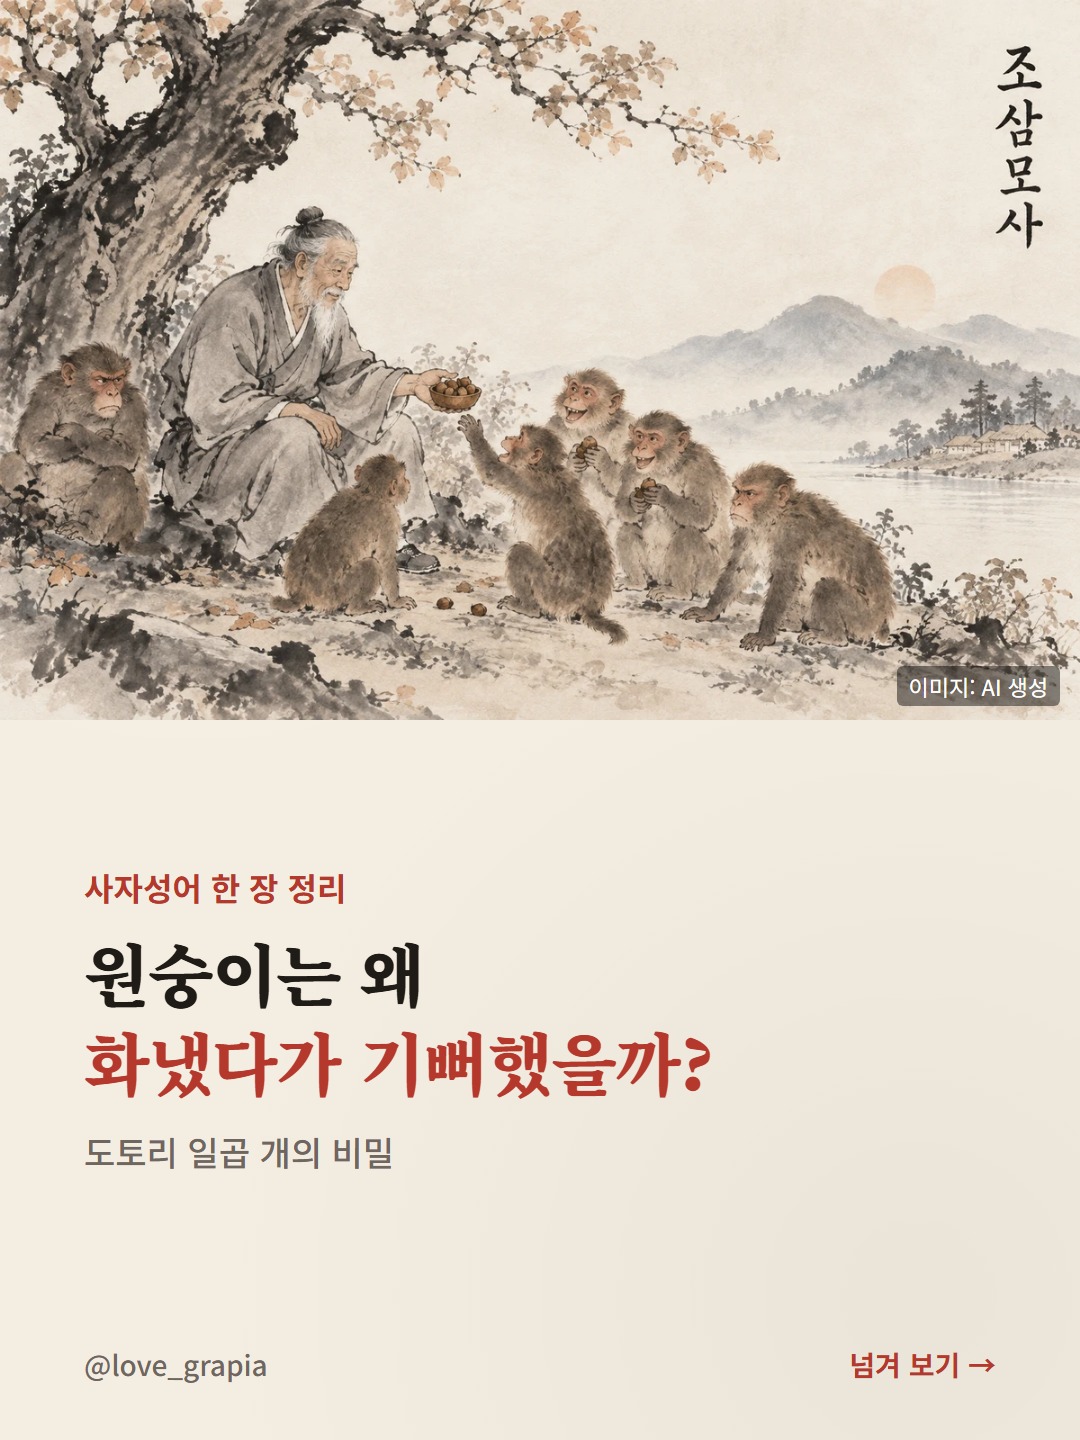 조삼모사
이미지: AI 생성
사자성어 한 장 정리
원숭이는 왜
화냈다가 기뻐했을까?
도토리 일곱 개의 비밀
@love_grapia
넘겨 보기 →